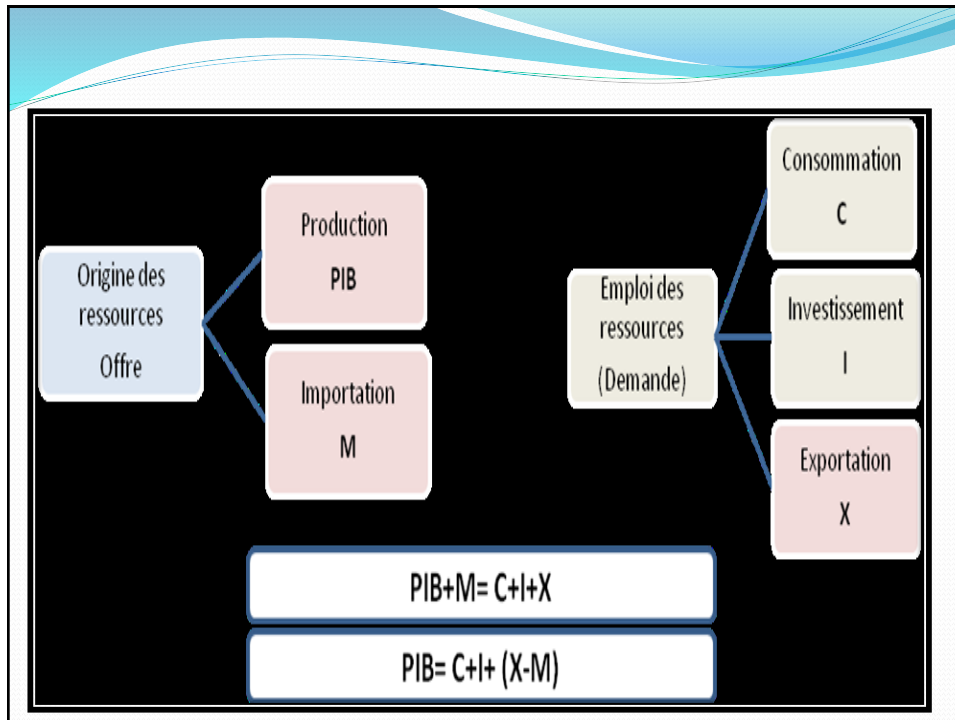 Origine des
ressources
Offre
Production
PIB
Importation
M
Emploi des
ressources
(Demande)
Consommation
C
Investissement
I
Exportation
X
PIB+M= C+I+X
PIB= C+I+ (X-M)